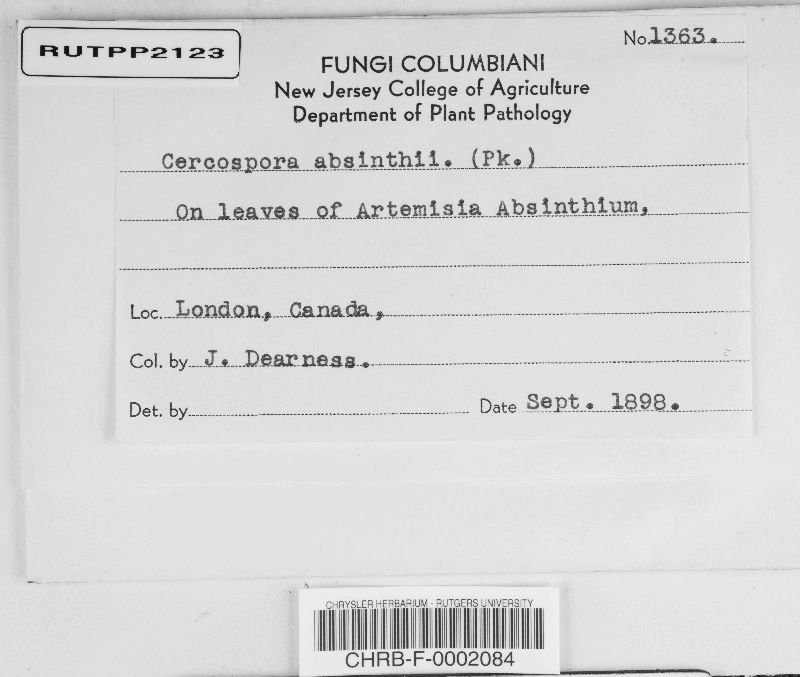 RUTPP2123
No. 1363.
FUNGI COLUMBIANI
New Jersey College of Agriculture
Department of Plant Pathology
Cercospora absinthii. (Pk.)
On leaves of Artemisia Absinthium,
Loc. London, Canada,
Col. by J. Dearness.
Det. by Date Sept. 1898.
CHRYSLER HERBARIUM - RUTGERS UNIVERSITY
CHRB-F-0002084